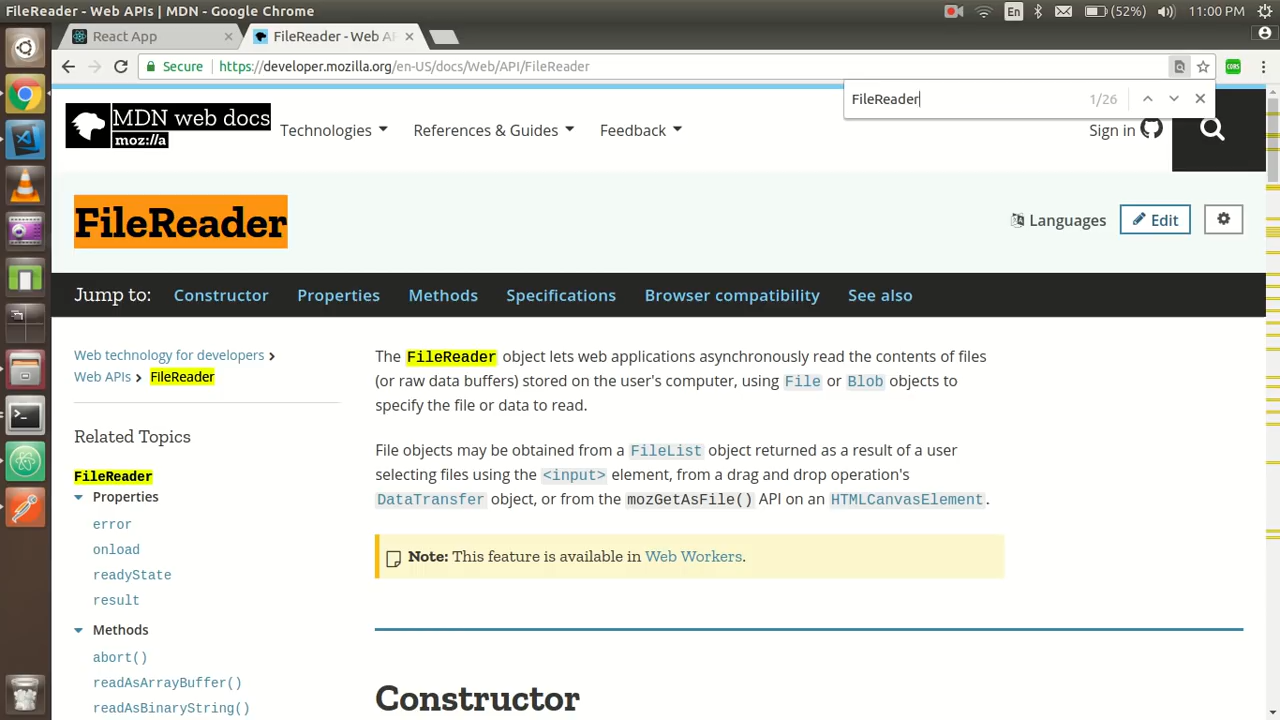 FileReader - Web APIs | MDN - Google Chrome
En
(52%)
11:00 PM
React App
FileReader - Web AP
Secure
https://developer.mozilla.org/en-US/docs/Web/API/FileReader
CORS
FileReader
1/26
MDN web docs
moz://a
Technologies
References & Guides
Feedback
Sign in
FileReader
Languages
Edit
Jump to:
Constructor
Properties
Methods
Specifications
Browser compatibility
See also
Web technology for developers
Web APIs
FileReader
Related Topics
FileReader
Properties
error
onload
readyState
result
Methods
abort()
readAsArrayBuffer()
readAsBinaryString()
The FileReader object lets web applications asynchronously read the contents of files
(or raw data buffers) stored on the user's computer, using File or Blob objects to
specify the file or data to read.
File objects may be obtained from a FileList object returned as a result of a user
selecting files using the <input> element, from a drag and drop operation's
DataTransfer object, or from the mozGetAsFile() API on an HTMLCanvasElement.
Note: This feature is available in Web Workers.
Constructor